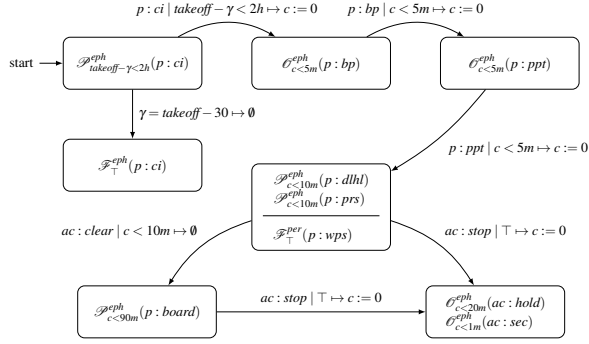 p : ci | takeoff − γ < 2h ↦ c := 0
p : bp | c < 5m ↦ c := 0
start
𝒫^{eph}_{takeoff−γ<2h}(p : ci)
𝒪^{eph}_{c<5m}(p : bp)
𝒪^{eph}_{c<5m}(p : ppt)
γ = takeoff − 30 ↦ ∅
ℱ^{eph}_{⊤}(p : ci)
p : ppt | c < 5m ↦ c := 0
𝒫^{eph}_{c<10m}(p : dlhl)
𝒫^{eph}_{c<10m}(p : prs)
ℱ^{per}_{⊤}(p : wps)
ac : clear | c < 10m ↦ ∅
ac : stop | ⊤ ↦ c := 0
𝒫^{eph}_{c<90m}(p : board)
ac : stop | ⊤ ↦ c := 0
𝒪^{eph}_{c<20m}(ac : hold)
𝒪^{eph}_{c<1m}(ac : sec)